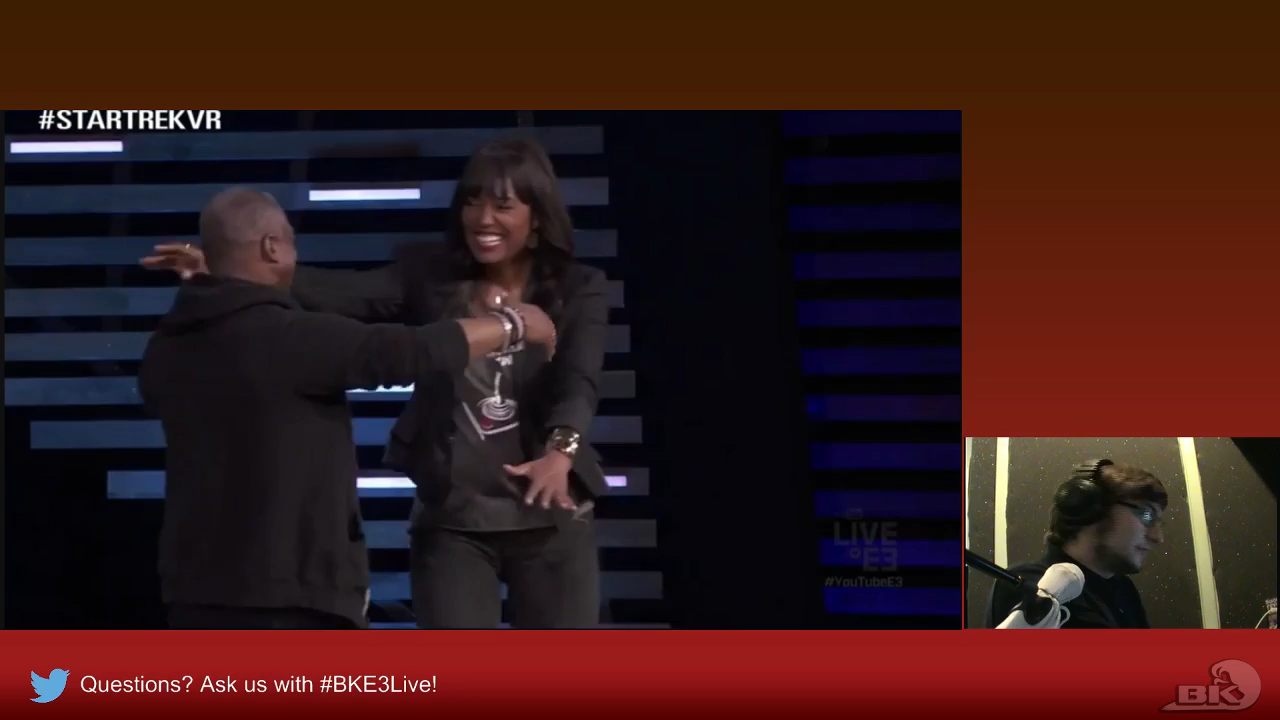 #STARTREKVR
LIVE
E3
#YouTubeE3
Questions? Ask us with #BKE3Live!
BK